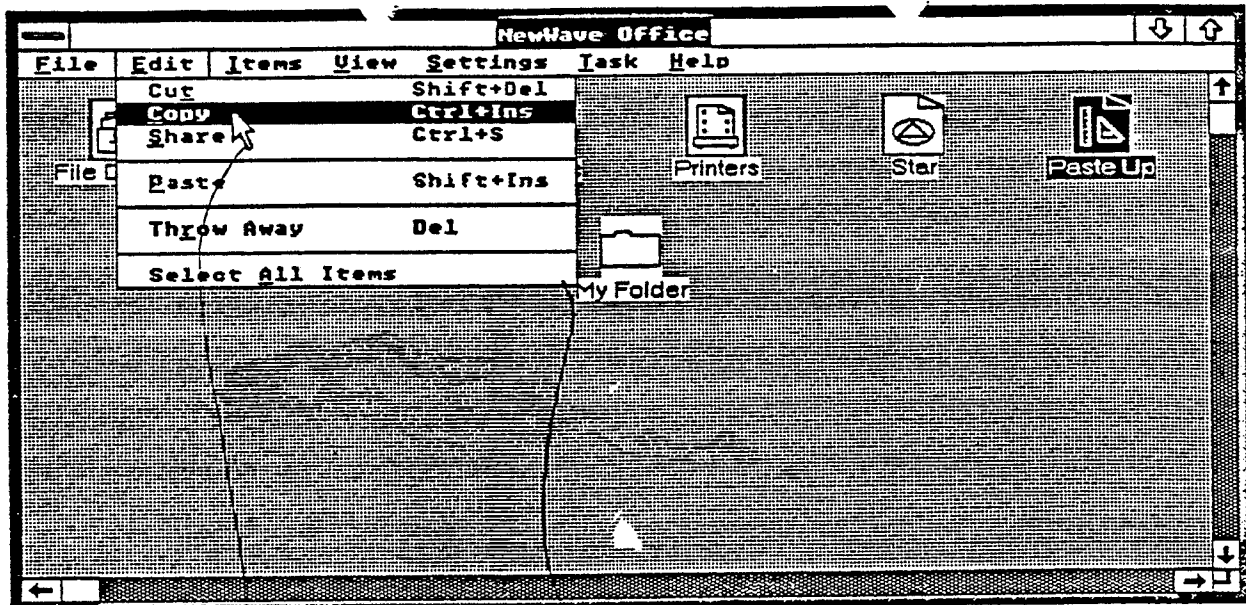 NewWave Office
File Edit Items View Settings Task Help
Cut Shift+Del
Copy Ctrl+Ins
Share Ctrl+S
Paste Shift+Ins
Throw Away Del
Select All Items
File
Printers
Star
Paste Up
My Folder